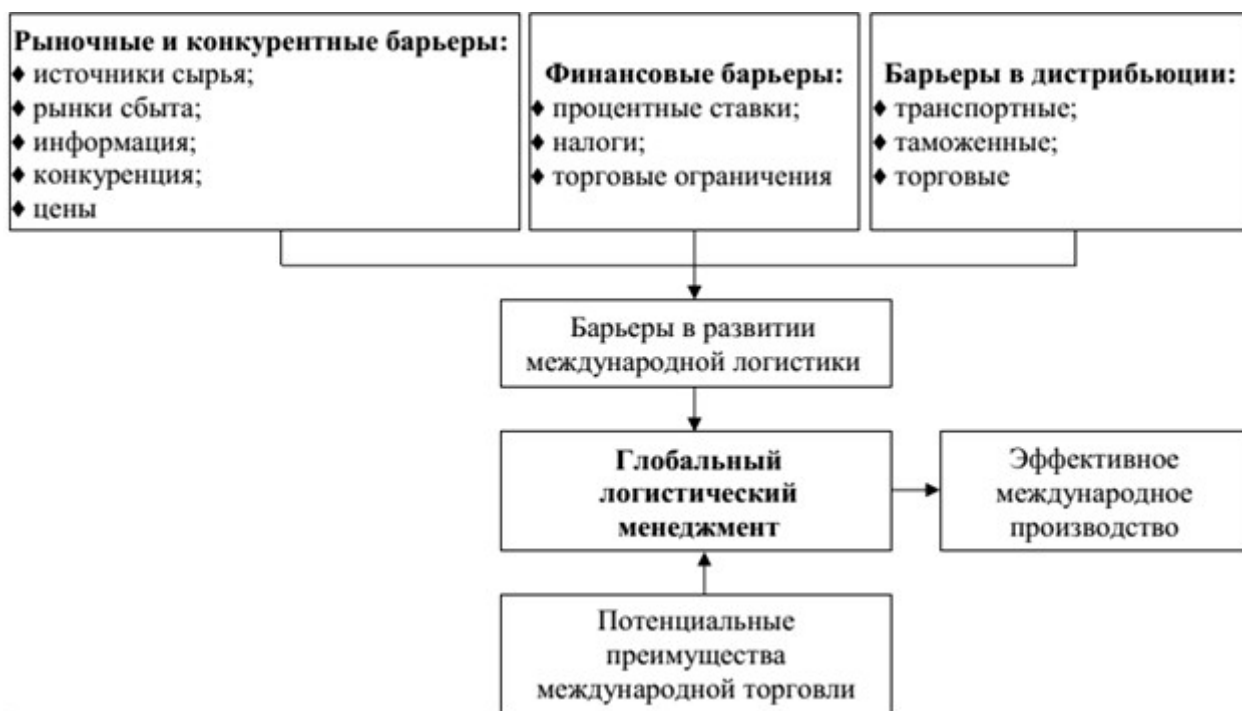 Рыночные и конкурентные барьеры:
♦ источники сырья;
♦ рынки сбыта;
♦ информация;
♦ конкуренция;
♦ цены
Финансовые барьеры:
♦ процентные ставки;
♦ налоги;
♦ торговые ограничения
Барьеры в дистрибьюции:
♦ транспортные;
♦ таможенные;
♦ торговые
Барьеры в развитии
международной логистики
Глобальный
логистический
менеджмент
Эффективное
международное
производство
Потенциальные
преимущества
международной торговли